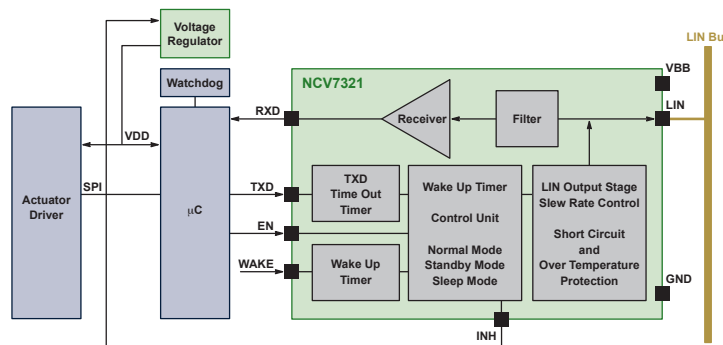 Voltage
Regulator
LIN Bu
Watchdog
NCV7321
VBB
RXD
Receiver
Filter
LIN
VDD
Actuator
Driver
SPI
μC
TXD
TXD
Time Out
Timer
Wake Up Timer
Control Unit
Normal Mode
Standby Mode
Sleep Mode
LIN Output Stage
Slew Rate Control
Short Circuit
and
Over Temperature
Protection
EN
WAKE
Wake Up
Timer
GND
INH